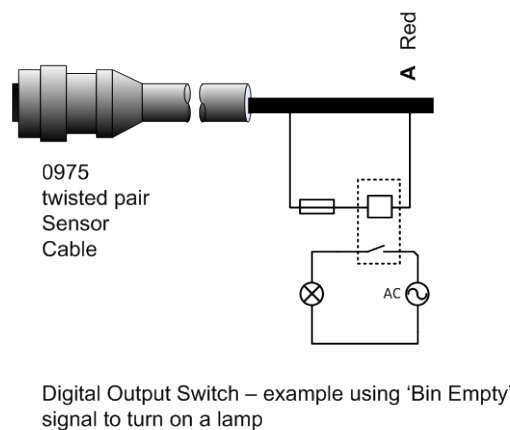 A Red
0975
twisted pair
Sensor
Cable
AC
Digital Output Switch – example using 'Bin Empty'
signal to turn on a lamp